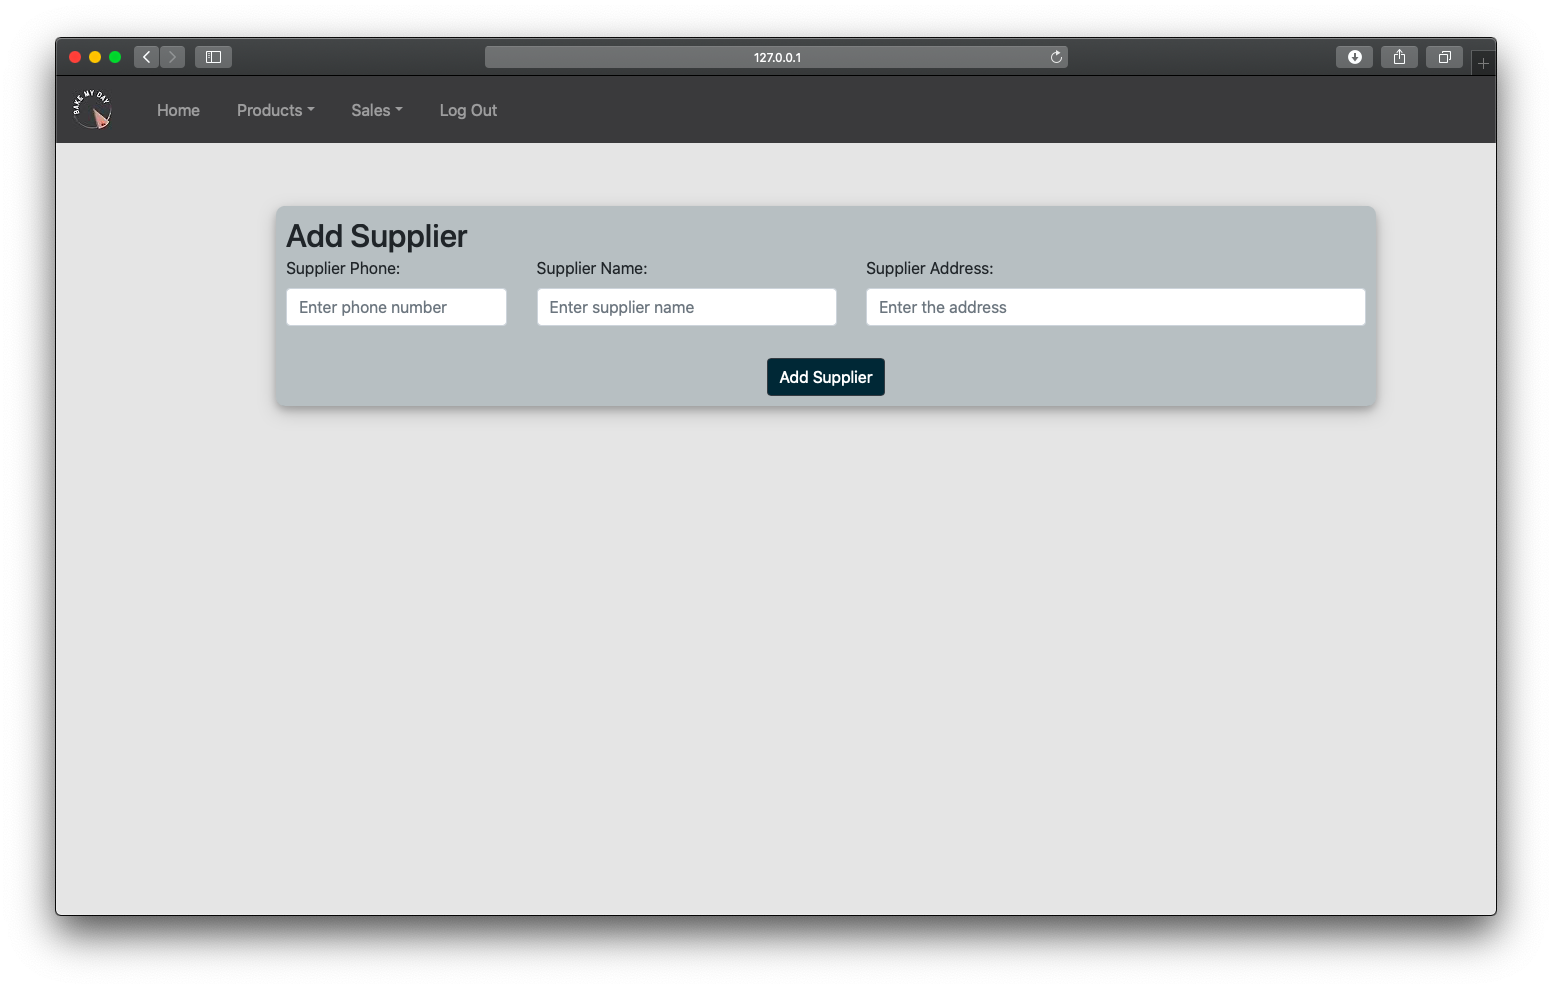 127.0.0.1
BAKE MY DAY
Home Products Sales Log Out
Add Supplier
Supplier Phone: Supplier Name: Supplier Address:
Enter phone number Enter supplier name Enter the address
Add Supplier